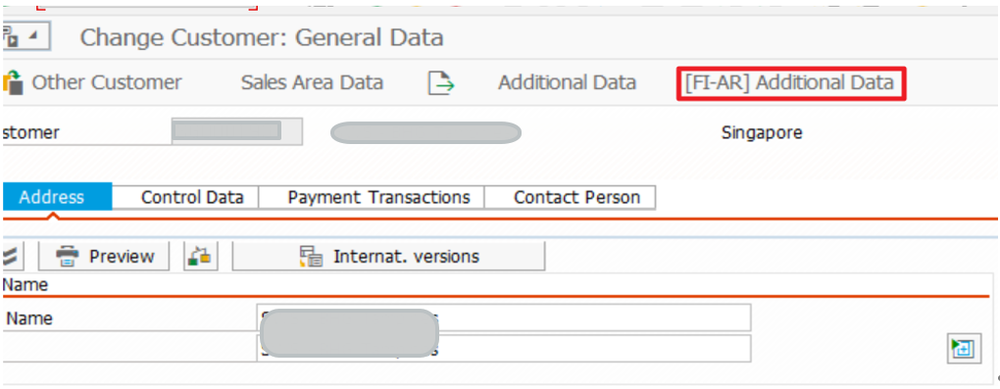 Change Customer: General Data
Other Customer Sales Area Data Additional Data [FI-AR] Additional Data
stomer Singapore
Address Control Data Payment Transactions Contact Person
Preview Internat. versions
Name
Name